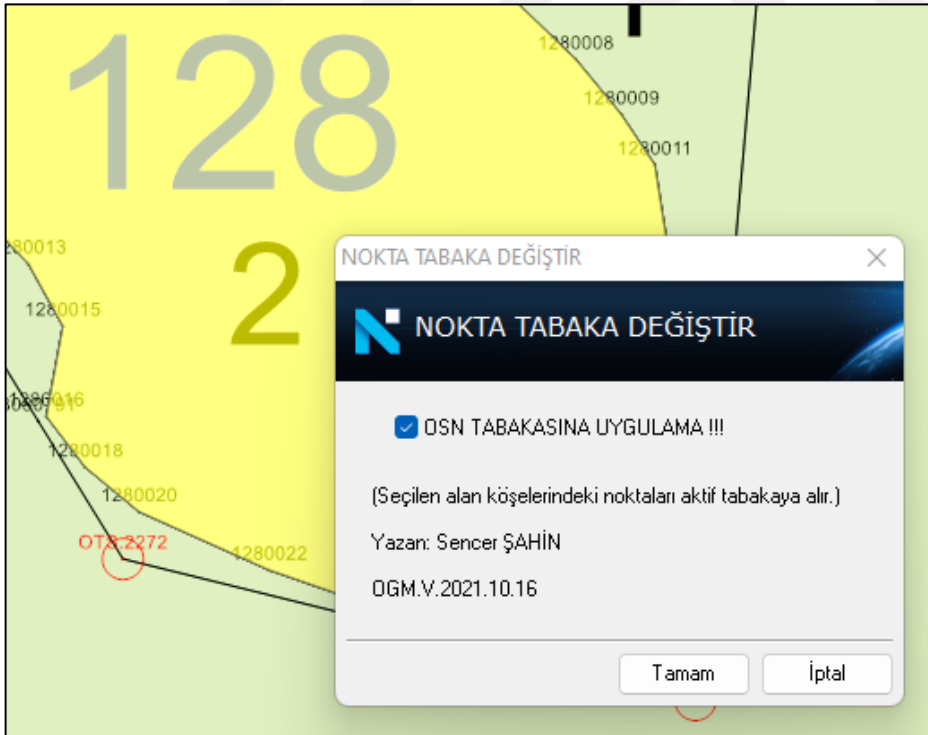 128
2
1280008
1280009
1280011
280013
1280015
1280016
91
1280018
1280020
OTS.2272
1280022
NOKTA TABAKA DEĞİŞTİR
NOKTA TABAKA DEĞİŞTİR
OSN TABAKASINA UYGULAMA !!!
(Seçilen alan köşelerindeki noktaları aktif tabakaya alır.)
Yazan: Sencer ŞAHİN
OGM.V.2021.10.16
Tamam
İptal